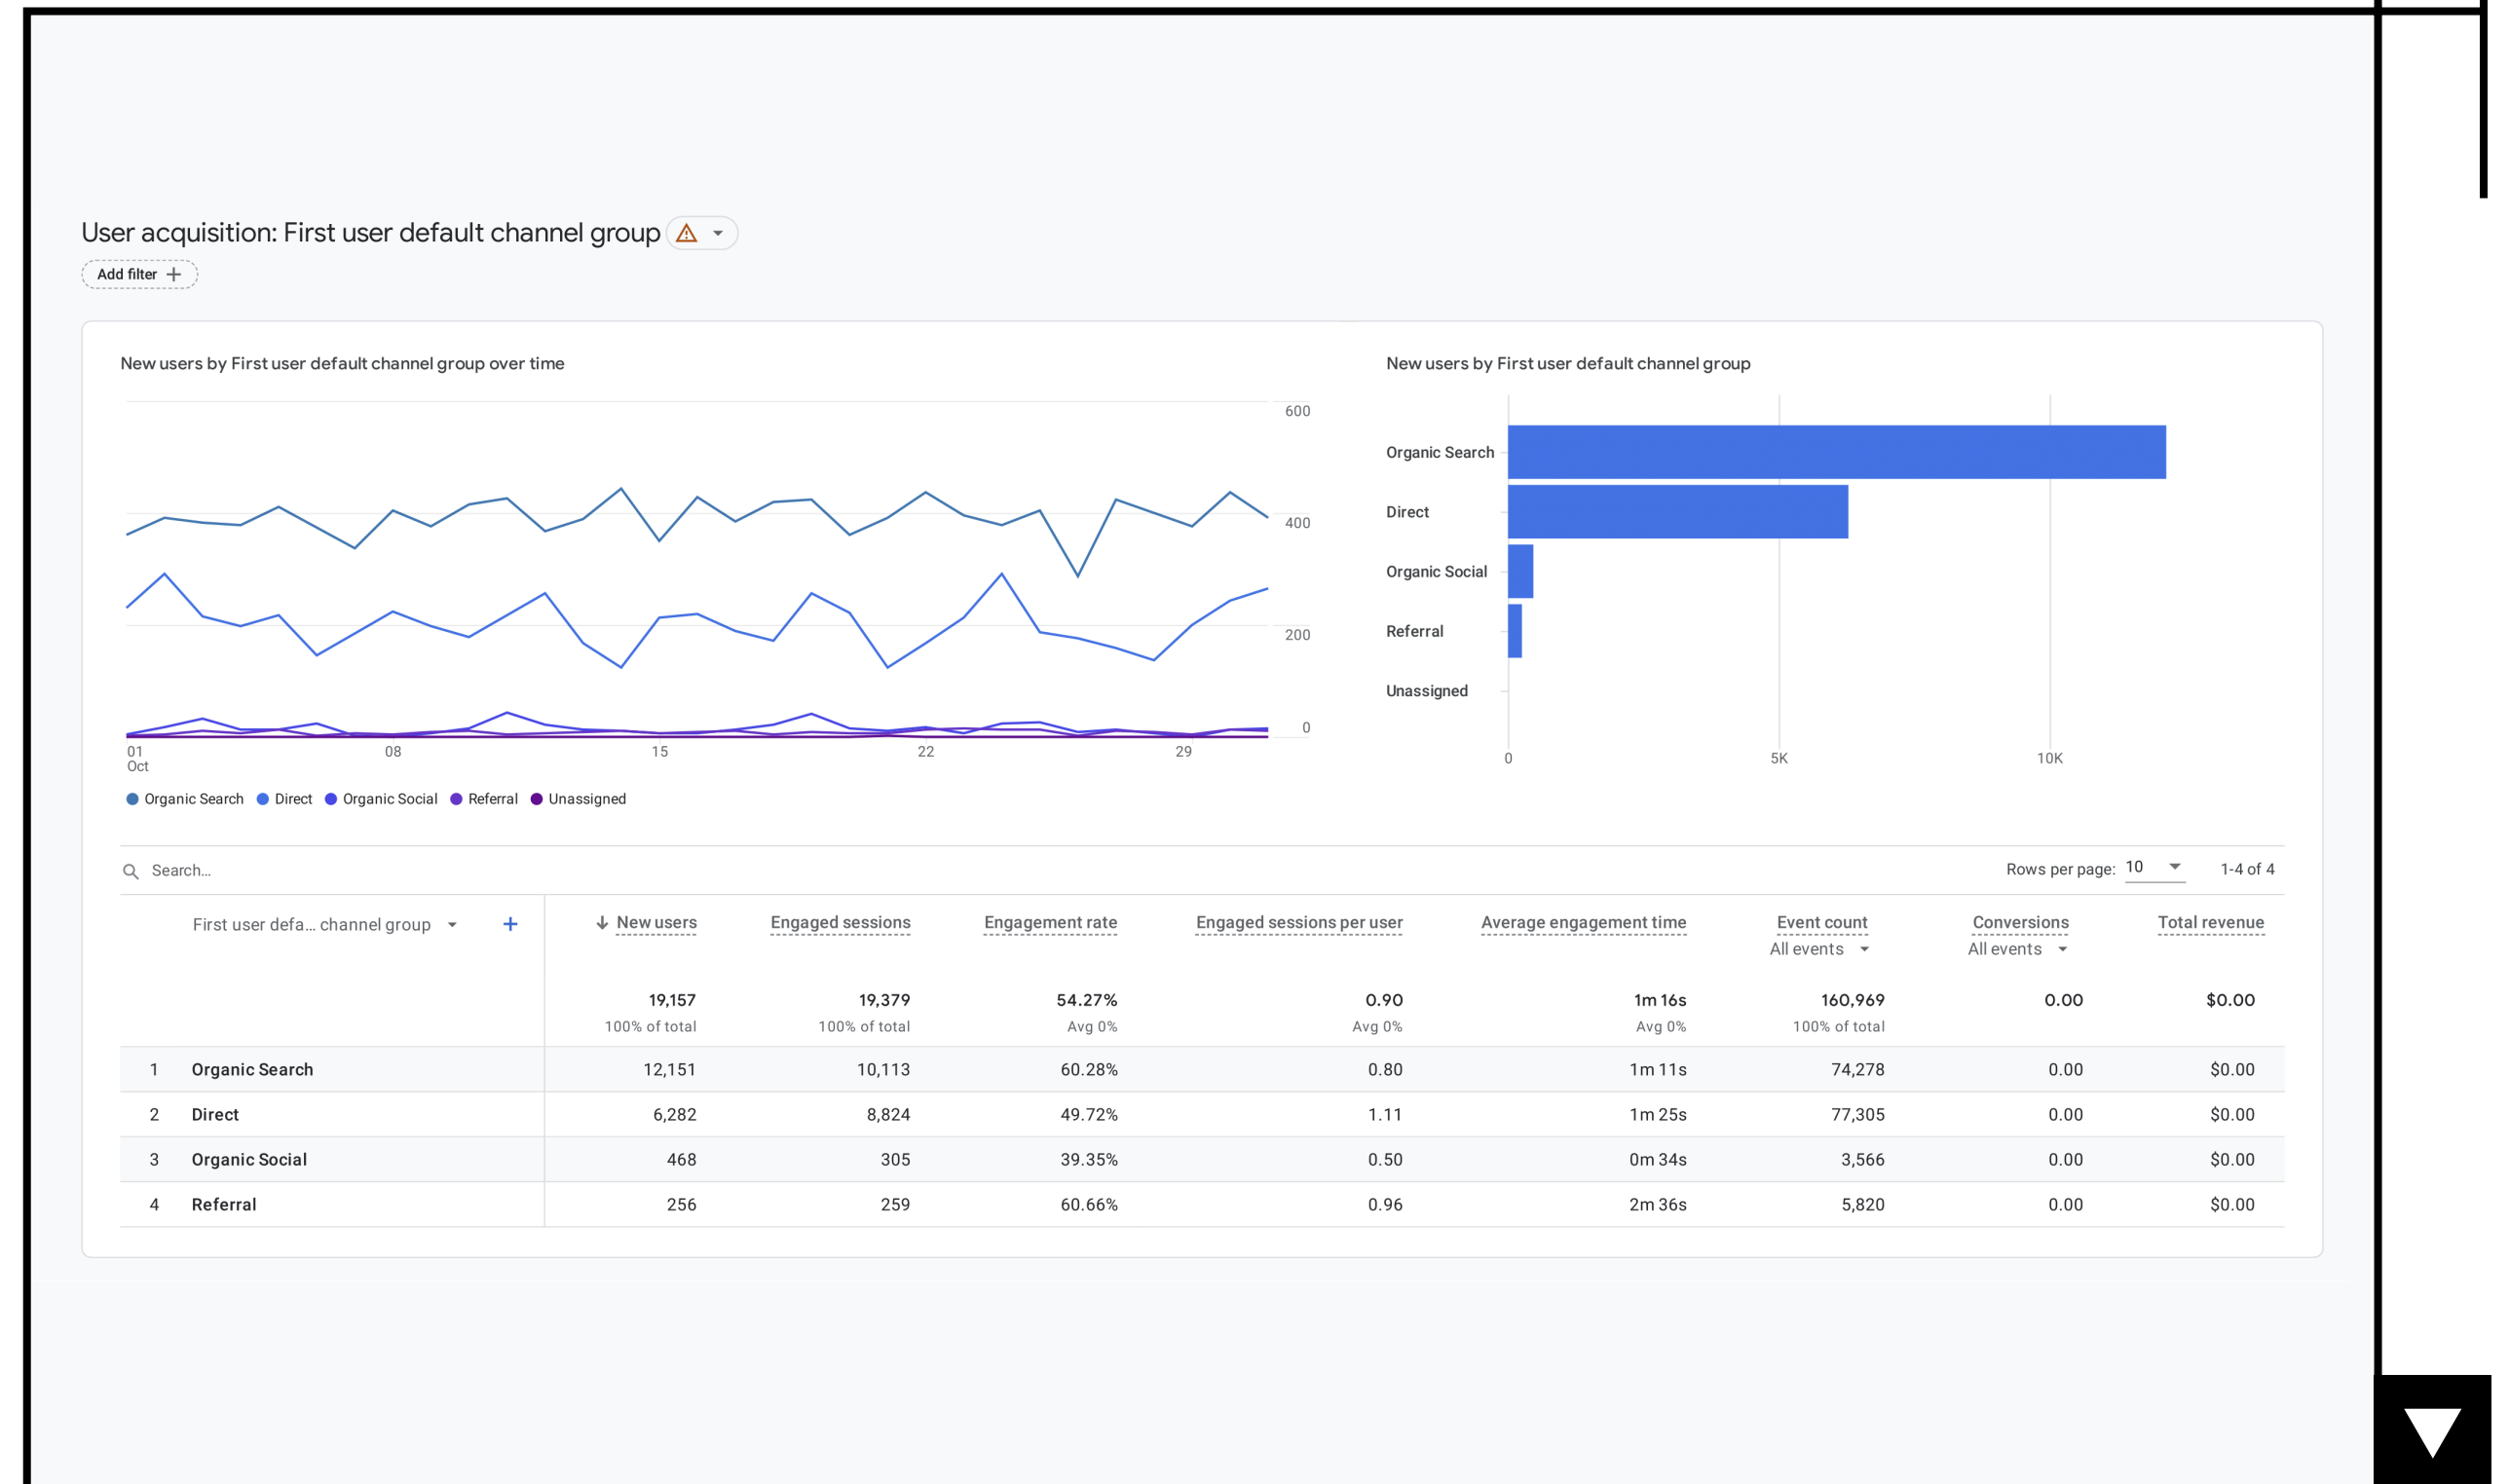 User acquisition: First user default channel group
Add filter
New users by First user default channel group over time
600
400
200
0
01 08 15 22 29
Oct
Organic Search Direct Organic Social Referral Unassigned
New users by First user default channel group
Organic Search
Direct
Organic Social
Referral
Unassigned
0 5K 10K
Search... Rows per page: 10 1-4 of 4
First user defa... channel group + New users Engaged sessions Engagement rate Engaged sessions per user Average engagement time Event count Conversions Total revenue
All events All events
19,157 19,379 54.27% 0.90 1m 16s 160,969 0.00 $0.00
100% of total 100% of total Avg 0% Avg 0% Avg 0% 100% of total
1 Organic Search 12,151 10,113 60.28% 0.80 1m 11s 74,278 0.00 $0.00
2 Direct 6,282 8,824 49.72% 1.11 1m 25s 77,305 0.00 $0.00
3 Organic Social 468 305 39.35% 0.50 0m 34s 3,566 0.00 $0.00
4 Referral 256 259 60.66% 0.96 2m 36s 5,820 0.00 $0.00